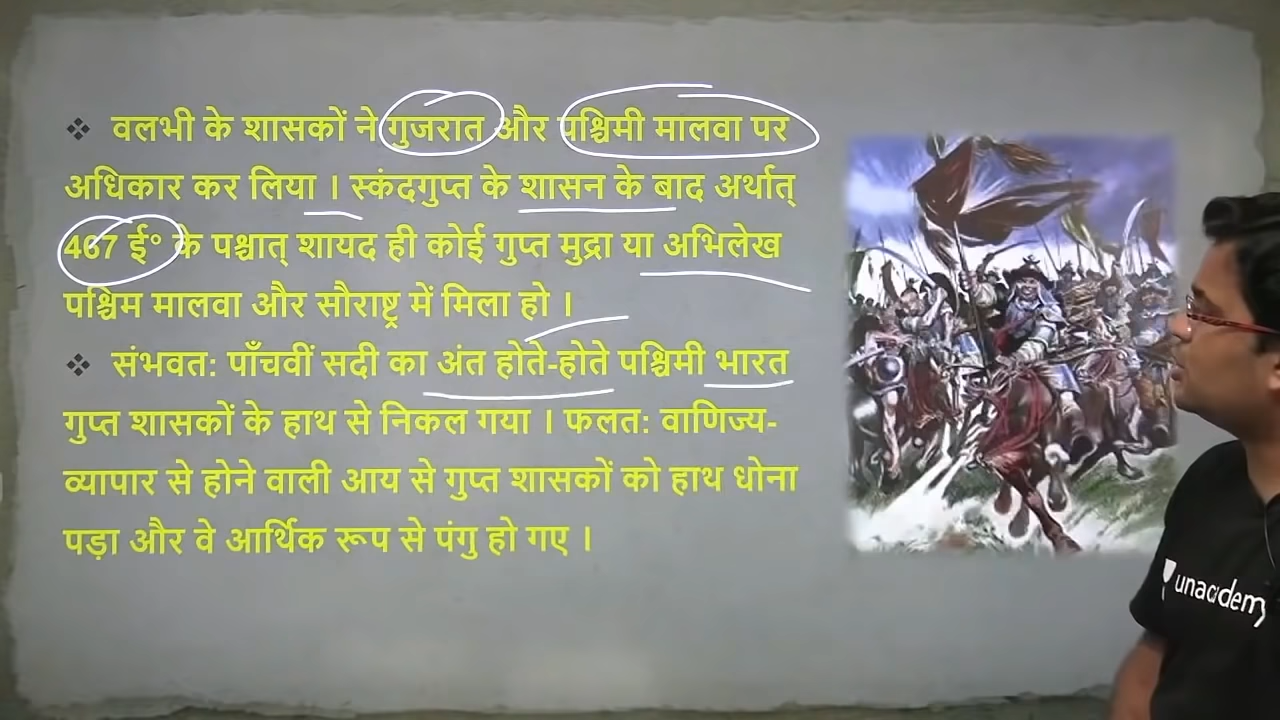 ❖ वलभी के शासकों ने गुजरात और पश्चिमी मालवा पर
अधिकार कर लिया । स्कंदगुप्त के शासन के बाद अर्थात्
467 ई° के पश्चात् शायद ही कोई गुप्त मुद्रा या अभिलेख
पश्चिम मालवा और सौराष्ट्र में मिला हो ।
❖ संभवत: पाँचवीं सदी का अंत होते-होते पश्चिमी भारत
गुप्त शासकों के हाथ से निकल गया । फलत: वाणिज्य-
व्यापार से होने वाली आय से गुप्त शासकों को हाथ धोना
पड़ा और वे आर्थिक रूप से पंगु हो गए ।
unacademy